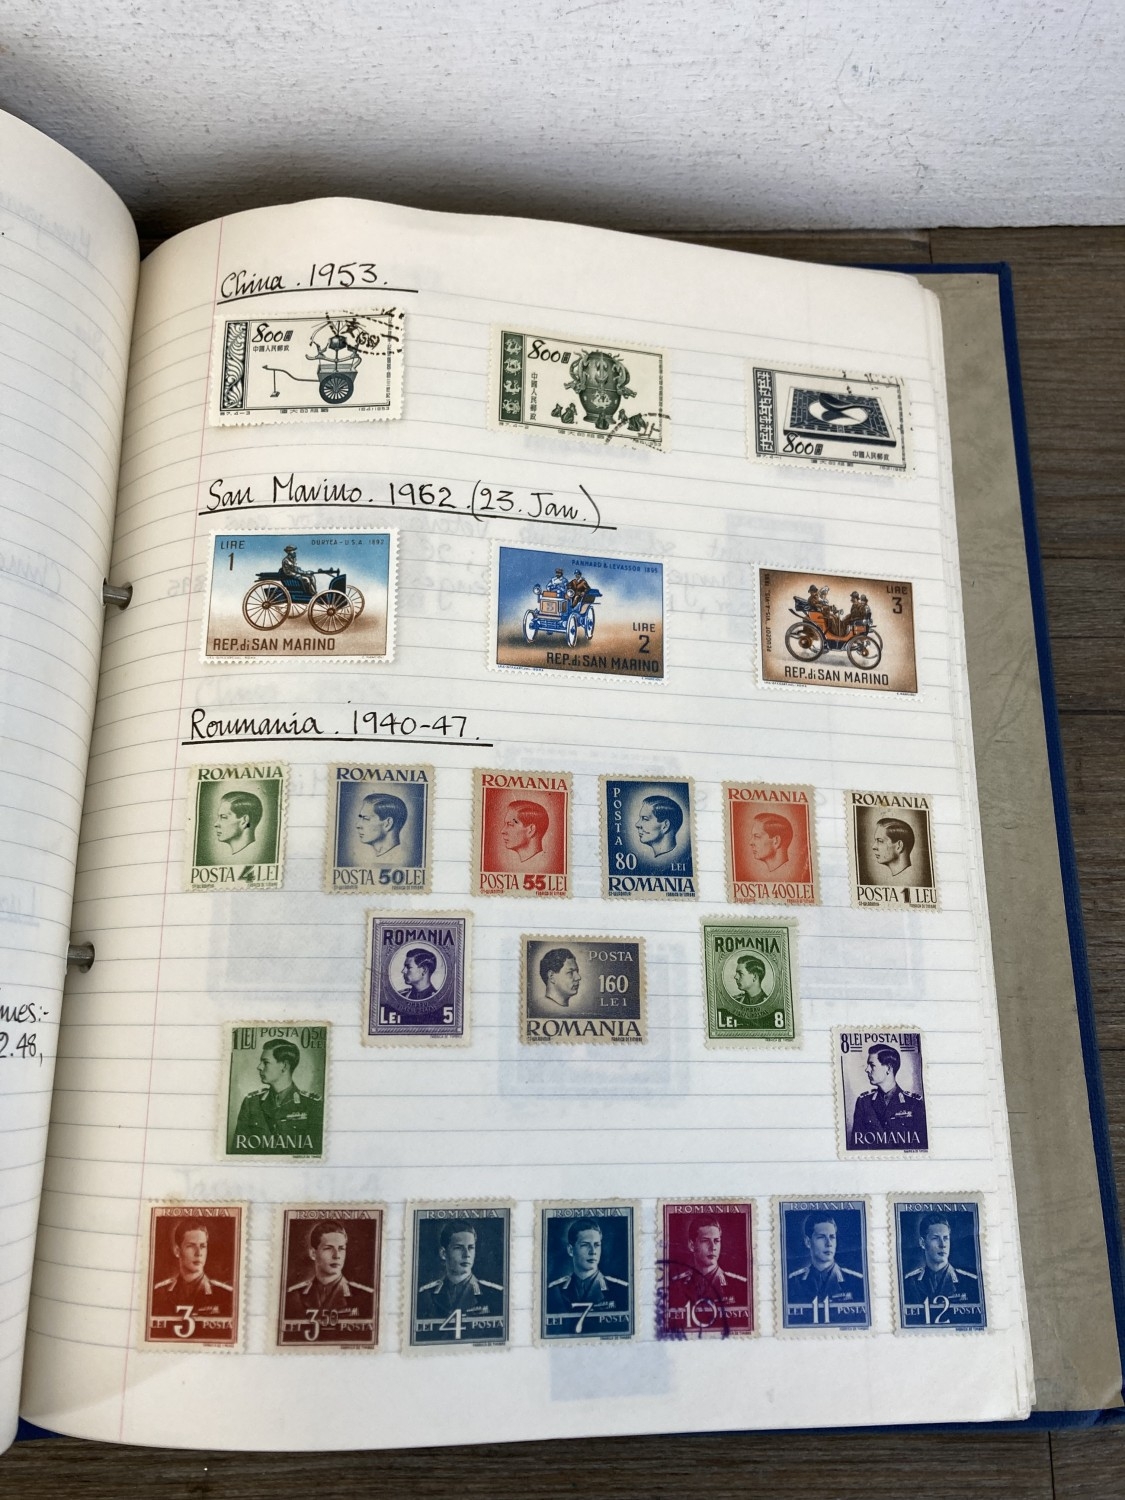 China. 1953.
800圓
中國人民郵政
800圓
中國人民郵政
800圓
中國人民郵政
San Marino. 1962. (23. Jan.)
LIRE
1
DURYEA - U.S.A. 1892
REP. di SAN MARINO
PANHARD & LEVASSOR 1895
LIRE
2
REP. di SAN MARINO
LIRE
3
REP. di SAN MARINO
Roumania. 1940-47.
ROMANIA
POSTA 4 LEI
ROMANIA
POSTA 50 LEI
ROMANIA
POSTA 55 LEI
POSTA
80 LEI
ROMANIA
ROMANIA
POSTA 400 LEI
ROMANIA
POSTA 1 LEU
ROMANIA
LEI 5
POSTA
160
LEI
ROMANIA
ROMANIA
LEI 8
1 LEI POSTA 0.50
ROMANIA
8 LEI POSTA LEI
ROMANIA
ROMANIA
LEI 3 POSTA
ROMANIA
LEI 3.50 POSTA
ROMANIA
LEI 4 POSTA
ROMANIA
LEI 7 POSTA
ROMANIA
LEI 10 POSTA
ROMANIA
LEI 11 POSTA
ROMANIA
LEI 12 POSTA
2.48,